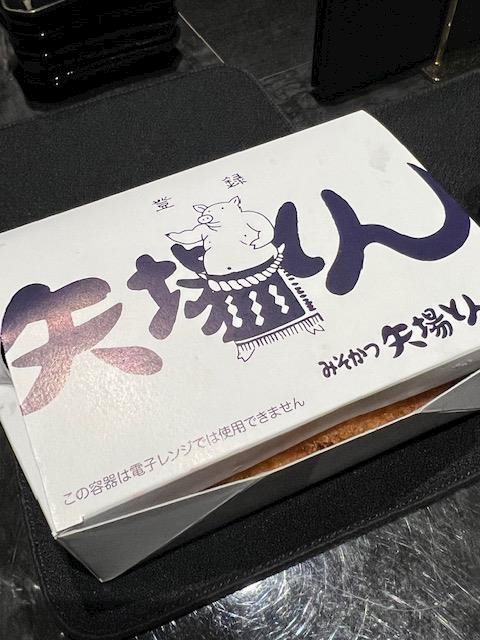 登録
矢場とん
みそかつ 矢場とん
この容器は電子レンジでは使用できません